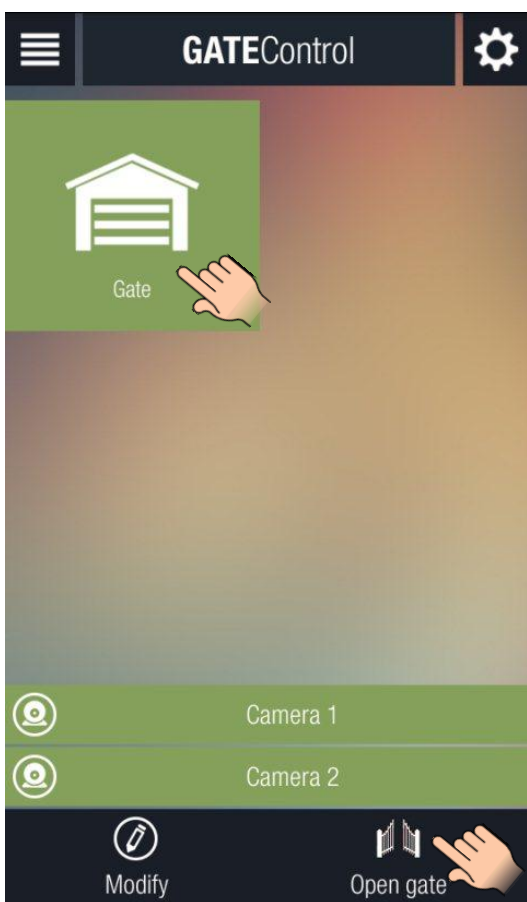 GATEControl
Gate
Camera 1
Camera 2
Modify
Open gate